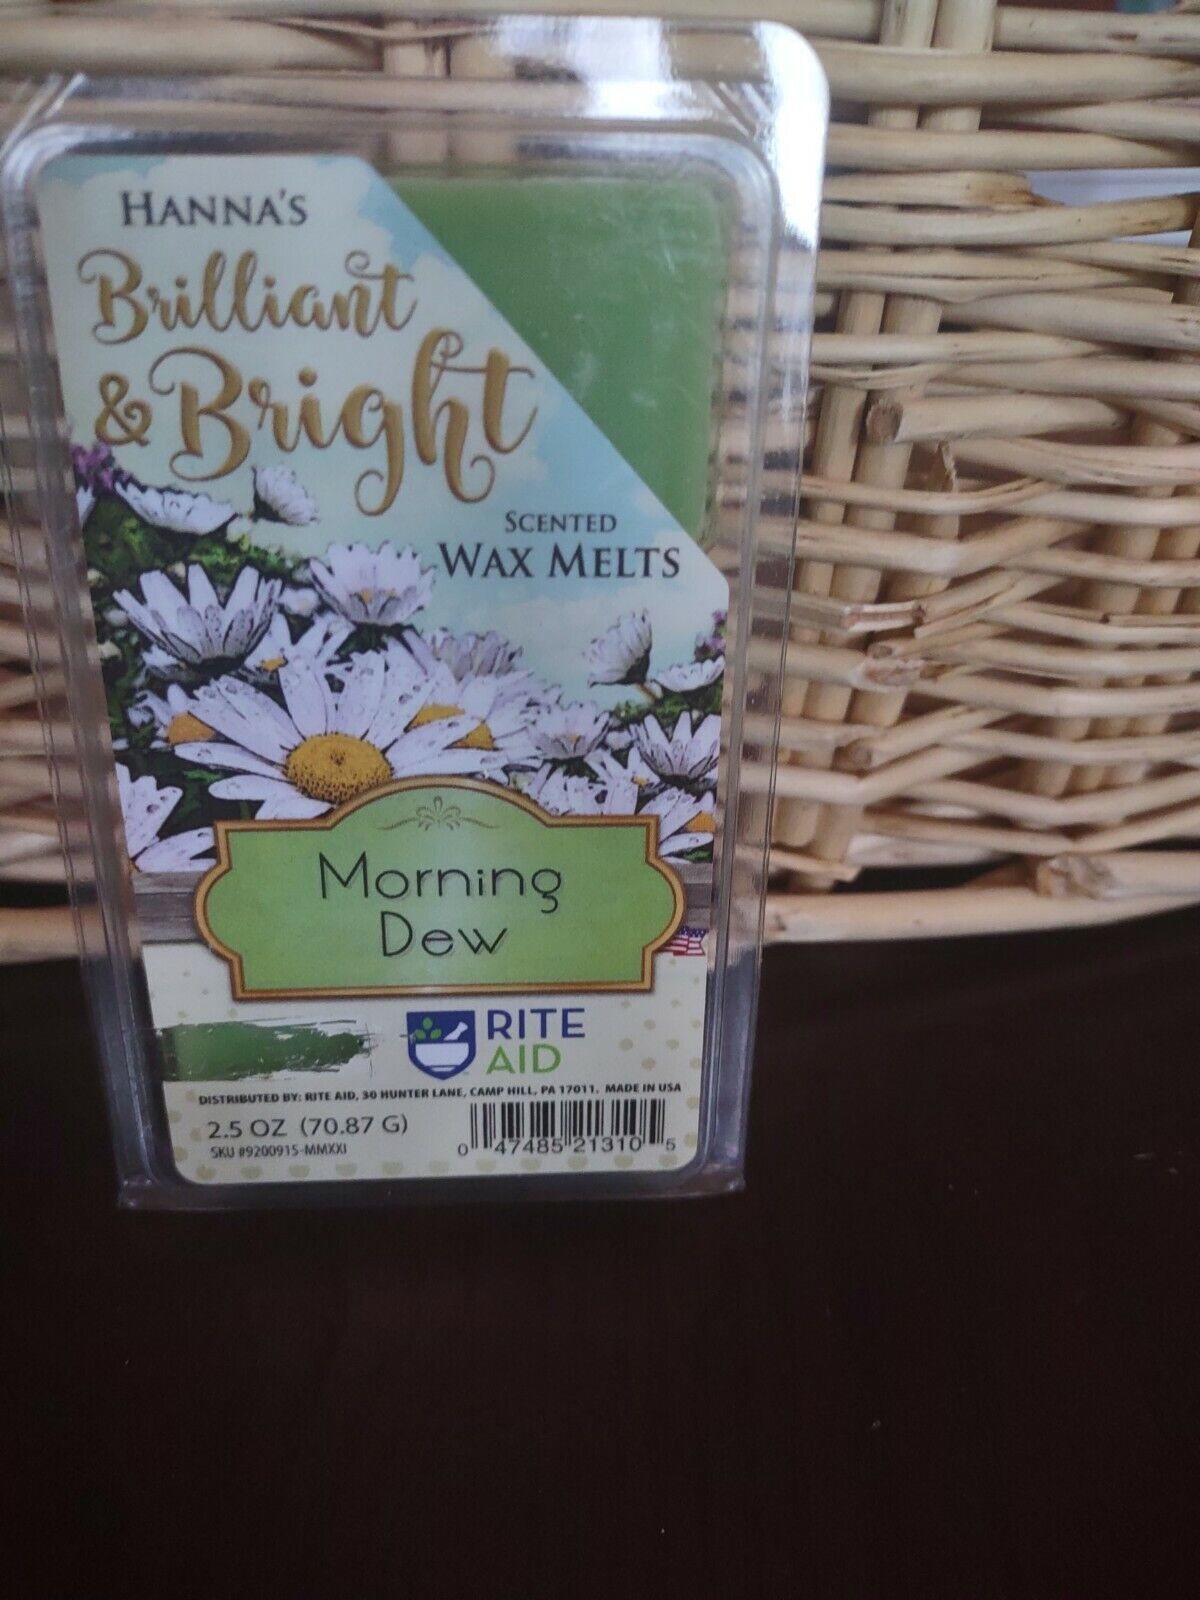 HANNA'S
Brilliant
& Bright
SCENTED
WAX MELTS
Morning
Dew
RITE
AID
DISTRIBUTED BY: RITE AID, 30 HUNTER LANE, CAMP HILL, PA 17011. MADE IN USA
2.5 OZ (70.87 G)
SKU #9200915-MMXXI
0 47485 21310 5